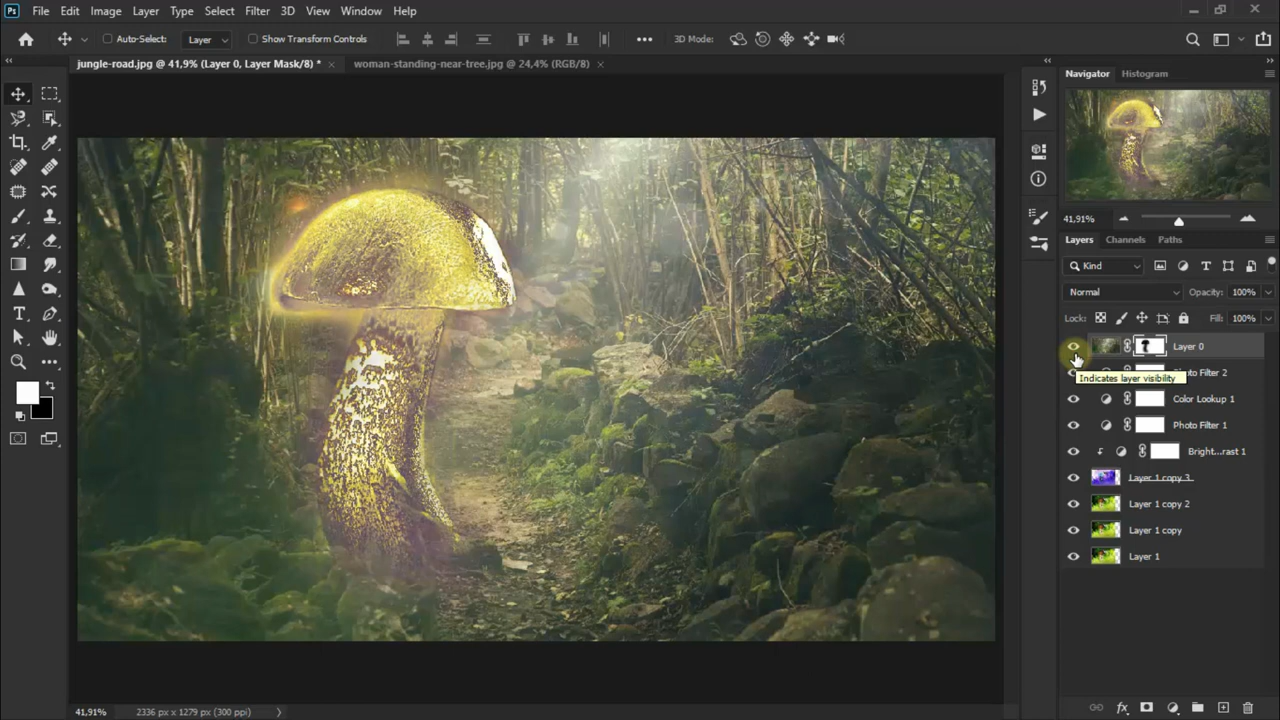 Ps File Edit Image Layer Type Select Filter 3D View Window Help
Auto-Select: Layer Show Transform Controls 3D Mode:
jungle-road.jpg @ 41,9% (Layer 0, Layer Mask/8) * × woman-standing-near-tree.jpg @ 24,4% (RGB/8) ×
Navigator Histogram
41,91%
Layers Channels Paths
Kind
Normal Opacity: 100%
Lock: Fill: 100%
Layer 0
Photo Filter 2
Indicates layer visibility
Color Lookup 1
Photo Filter 1
Bright...rast 1
Layer 1 copy 3
Layer 1 copy 2
Layer 1 copy
Layer 1
41,91% 2336 px x 1279 px (300 ppi)